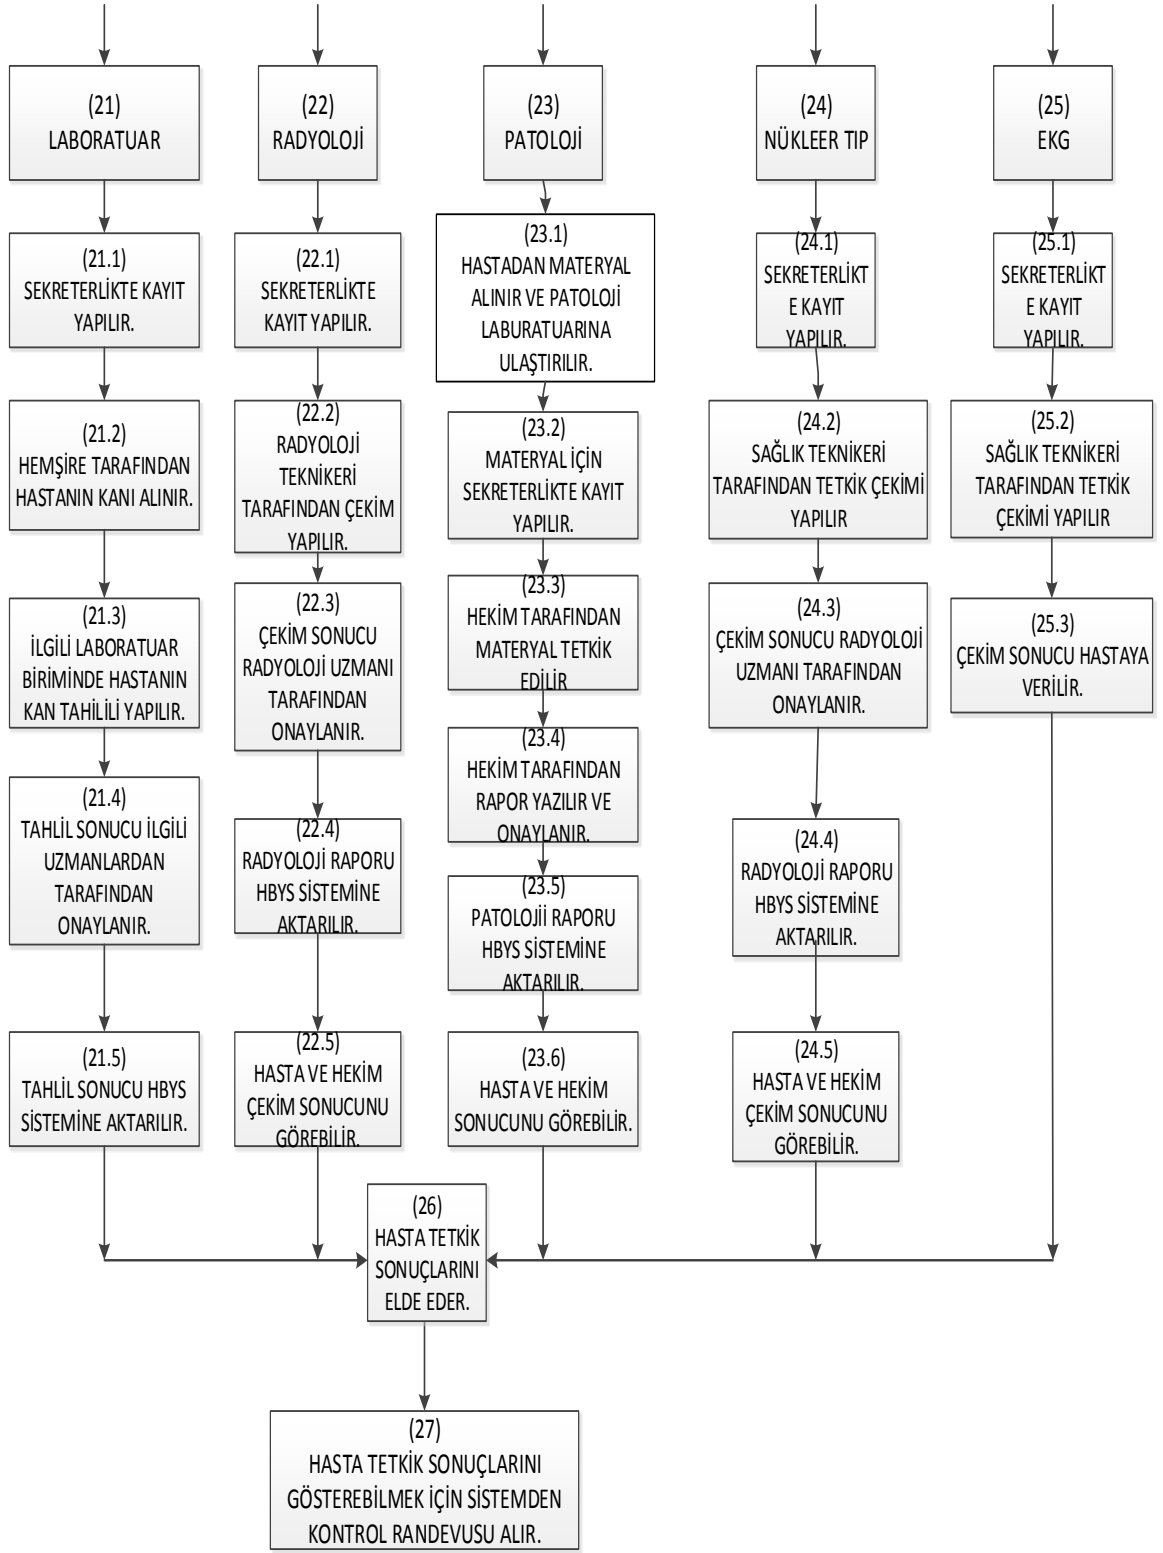 (21)
LABORATUAR
(21.1)
SEKRETERLİKTE KAYIT
YAPILIR.
(21.2)
HEMŞİRE TARAFINDAN
HASTANIN KANI ALINIR.
(21.3)
İLGİLİ LABORATUAR
BİRİMİNDE HASTANIN
KAN TAHİLİLİ YAPILIR.
(21.4)
TAHLİL SONUCU İLGİLİ
UZMANLARDAN
TARAFINDAN
ONAYLANIR.
(21.5)
TAHLİL SONUCU HBYS
SİSTEMİNE AKTARILIR.
(22)
RADYOLOJİ
(22.1)
SEKRETERLİKTE
KAYIT YAPILIR.
(22.2)
RADYOLOJİ
TEKNİKERİ
TARAFINDAN ÇEKİM
YAPILIR.
(22.3)
ÇEKİM SONUCU
RADYOLOJİ UZMANI
TARAFINDAN
ONAYLANIR.
(22.4)
RADYOLOJİ RAPORU
HBYS SİSTEMİNE
AKTARILIR.
(22.5)
HASTA VE HEKİM
ÇEKİM SONUCUNU
GÖREBİLİR.
(23)
PATOLOJİ
(23.1)
HASTADAN MATERYAL
ALINIR VE PATOLOJİ
LABURATUARINA
ULAŞTIRILIR.
(23.2)
MATERYAL İÇİN
SEKRETERLİKTE KAYIT
YAPILIR.
(23.3)
HEKİM TARAFINDAN
MATERYAL TETKİK
EDİLİR
(23.4)
HEKİM TARAFINDAN
RAPOR YAZILIR VE
ONAYLANIR.
(23.5)
PATOLOJİİ RAPORU
HBYS SİSTEMİNE
AKTARILIR.
(23.6)
HASTA VE HEKİM
SONUCUNU GÖREBİLİR.
(24)
NÜKLEER TIP
(24.1)
SEKRETERLİKT
E KAYIT
YAPILIR.
(24.2)
SAĞLIK TEKNİKERİ
TARAFINDAN TETKİK ÇEKİMİ
YAPILIR
(24.3)
ÇEKİM SONUCU RADYOLOJİ
UZMANI TARAFINDAN
ONAYLANIR.
(24.4)
RADYOLOJİ RAPORU
HBYS SİSTEMİNE
AKTARILIR.
(24.5)
HASTA VE HEKİM
ÇEKİM SONUCUNU
GÖREBİLİR.
(25)
EKG
(25.1)
SEKRETERLİKT
E KAYIT
YAPILIR.
(25.2)
SAĞLIK TEKNİKERİ
TARAFINDAN TETKİK
ÇEKİMİ YAPILIR
(25.3)
ÇEKİM SONUCU HASTAYA
VERİLİR.
(26)
HASTA TETKİK
SONUÇLARINI
ELDE EDER.
(27)
HASTA TETKİK SONUÇLARINI
GÖSTEREBİLMEK İÇİN SİSTEMDEN
KONTROL RANDEVUSU ALIR.